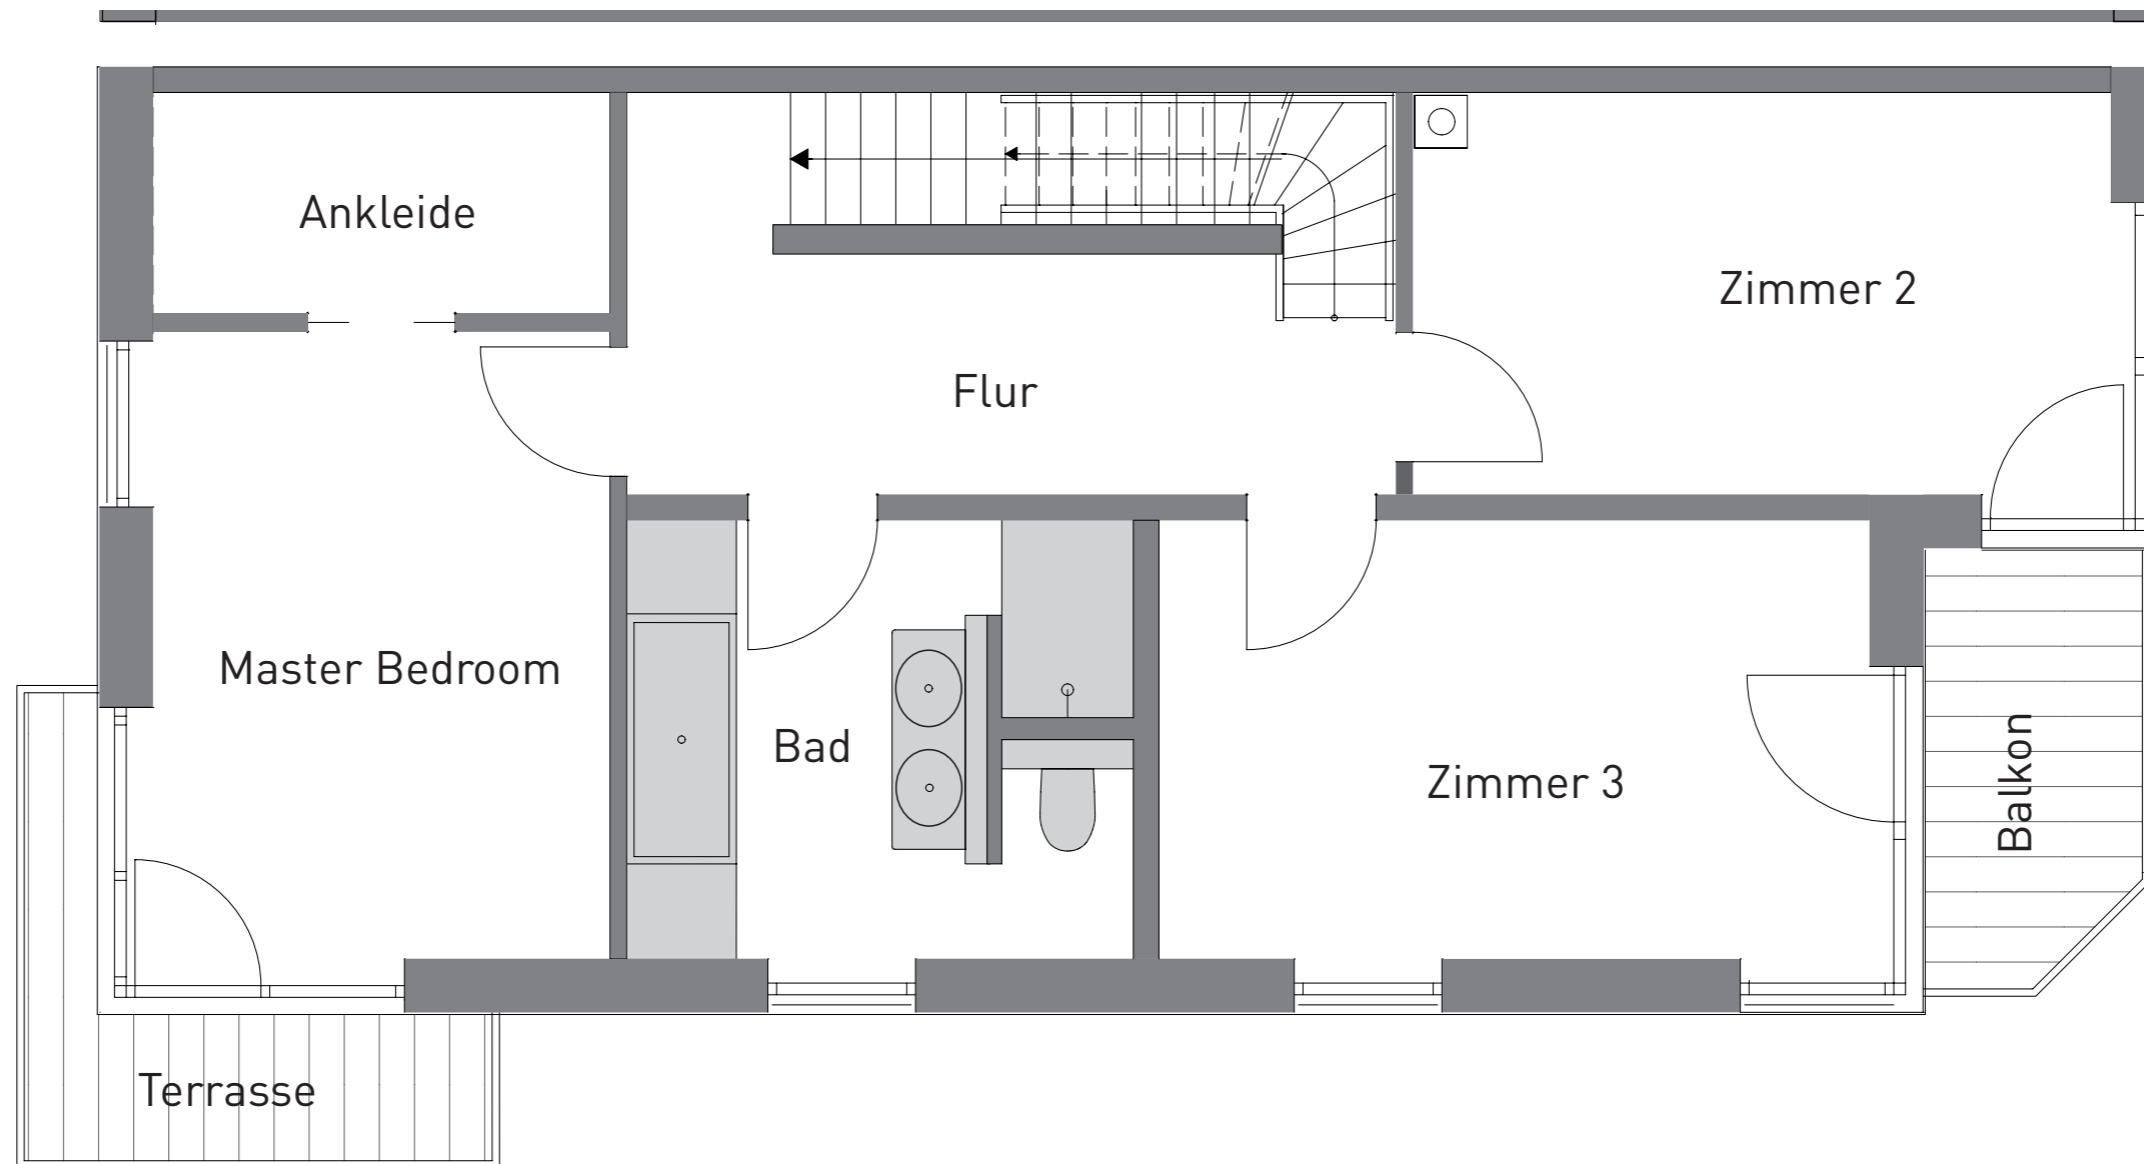 Ankleide
Zimmer 2
Flur
Master Bedroom
Bad
Zimmer 3
Balkon
Terrasse